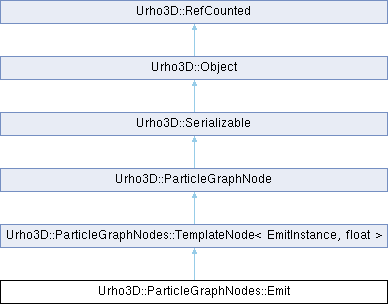 Urho3D::RefCounted
Urho3D::Object
Urho3D::Serializable
Urho3D::ParticleGraphNode
Urho3D::ParticleGraphNodes::TemplateNode< EmitInstance, float >
Urho3D::ParticleGraphNodes::Emit